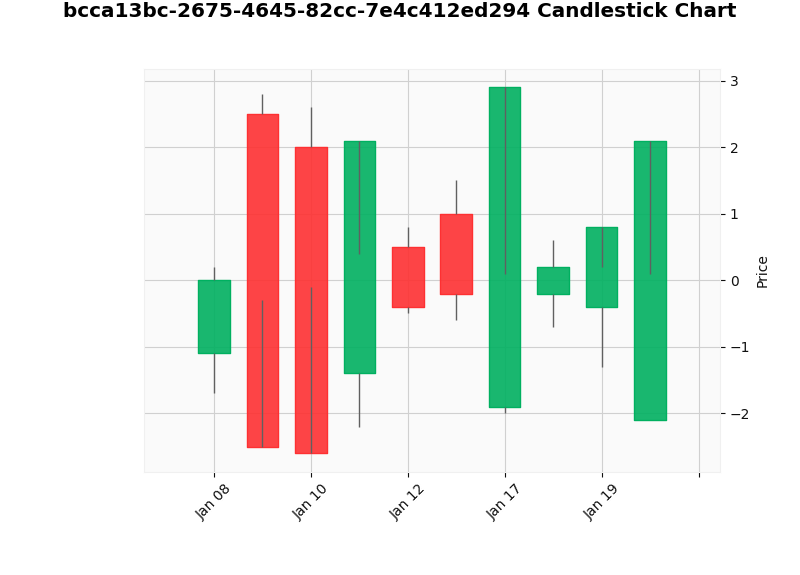 bcca13bc-2675-4645-82cc-7e4c412ed294 Candlestick Chart
3
2
1
0
−1
−2
Price
Jan 08
Jan 10
Jan 12
Jan 17
Jan 19